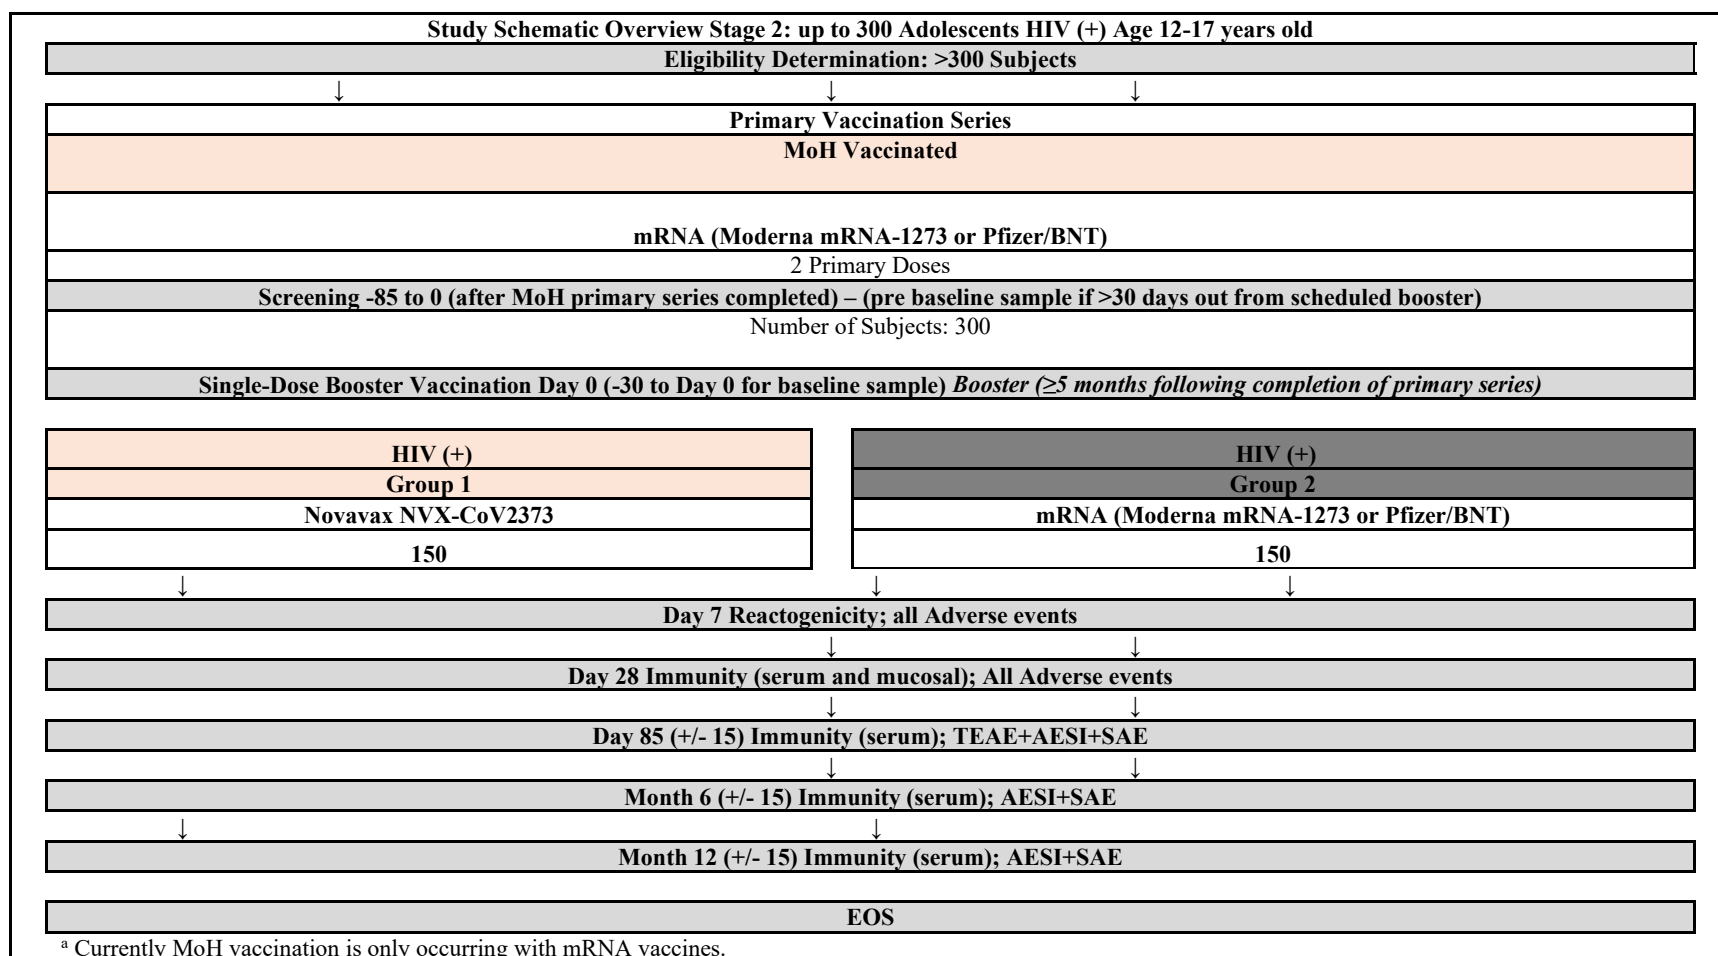 Study Schematic Overview Stage 2: up to 300 Adolescents HIV (+) Age 12-17 years old
Eligibility Determination: >300 Subjects
↓ ↓ ↓
Primary Vaccination Series
MoH Vaccinated
mRNA (Moderna mRNA-1273 or Pfizer/BNT)
2 Primary Doses
Screening -85 to 0 (after MoH primary series completed) – (pre baseline sample if >30 days out from scheduled booster)
Number of Subjects: 300
Single-Dose Booster Vaccination Day 0 (-30 to Day 0 for baseline sample) Booster (≥5 months following completion of primary series)
HIV (+) HIV (+)
Group 1 Group 2
Novavax NVX-CoV2373 mRNA (Moderna mRNA-1273 or Pfizer/BNT)
150 150
↓ ↓ ↓
Day 7 Reactogenicity; all Adverse events
↓ ↓
Day 28 Immunity (serum and mucosal); All Adverse events
↓ ↓
Day 85 (+/- 15) Immunity (serum); TEAE+AESI+SAE
↓ ↓
Month 6 (+/- 15) Immunity (serum); AESI+SAE
↓ ↓
Month 12 (+/- 15) Immunity (serum); AESI+SAE
EOS
ᵃ Currently MoH vaccination is only occurring with mRNA vaccines.